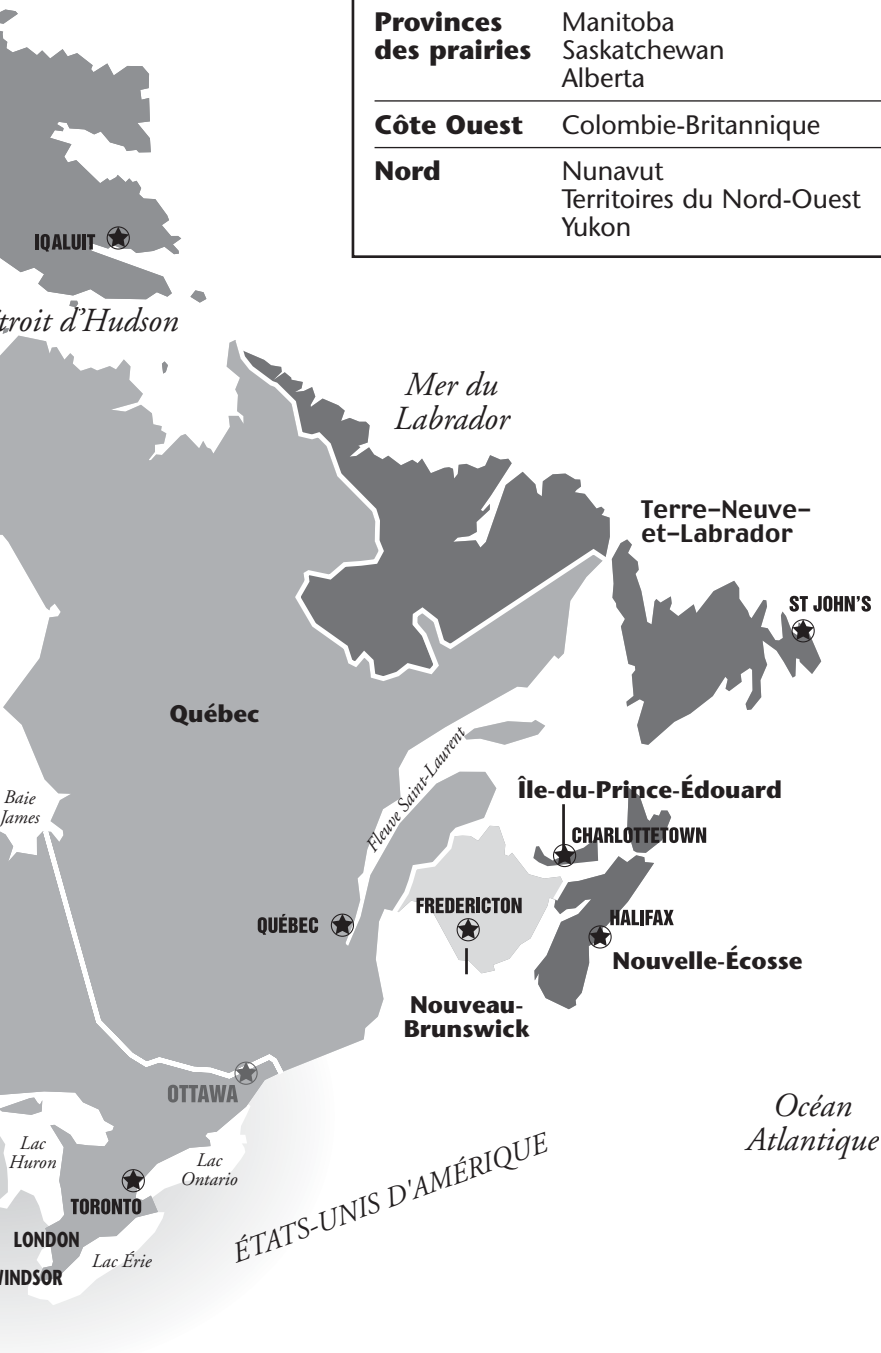 Provinces des prairies
Manitoba
Saskatchewan
Alberta
Côte Ouest
Colombie-Britannique
Nord
Nunavut
Territoires du Nord-Ouest
Yukon
IQALUIT
troit d'Hudson
Mer du
Labrador
Terre-Neuve-
et-Labrador
ST JOHN'S
Québec
Fleuve Saint-Laurent
Baie
James
Île-du-Prince-Édouard
CHARLOTTETOWN
QUÉBEC
FREDERICTON
HALIFAX
Nouvelle-Écosse
Nouveau-
Brunswick
OTTAWA
Océan
Atlantique
Lac
Huron
Lac
Ontario
ÉTATS-UNIS D'AMÉRIQUE
TORONTO
LONDON
Lac Érie
WINDSOR